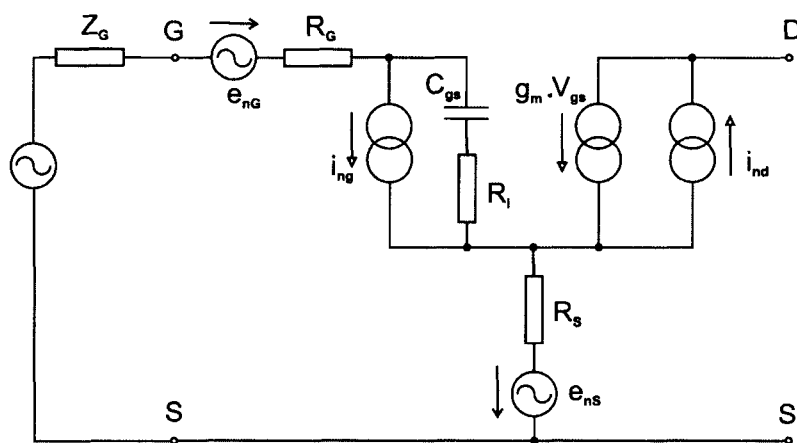 Z_G
G
e_nG
R_G
D
C_gs
g_m.V_gs
i_ng
R_I
i_nd
R_S
e_nS
S
S